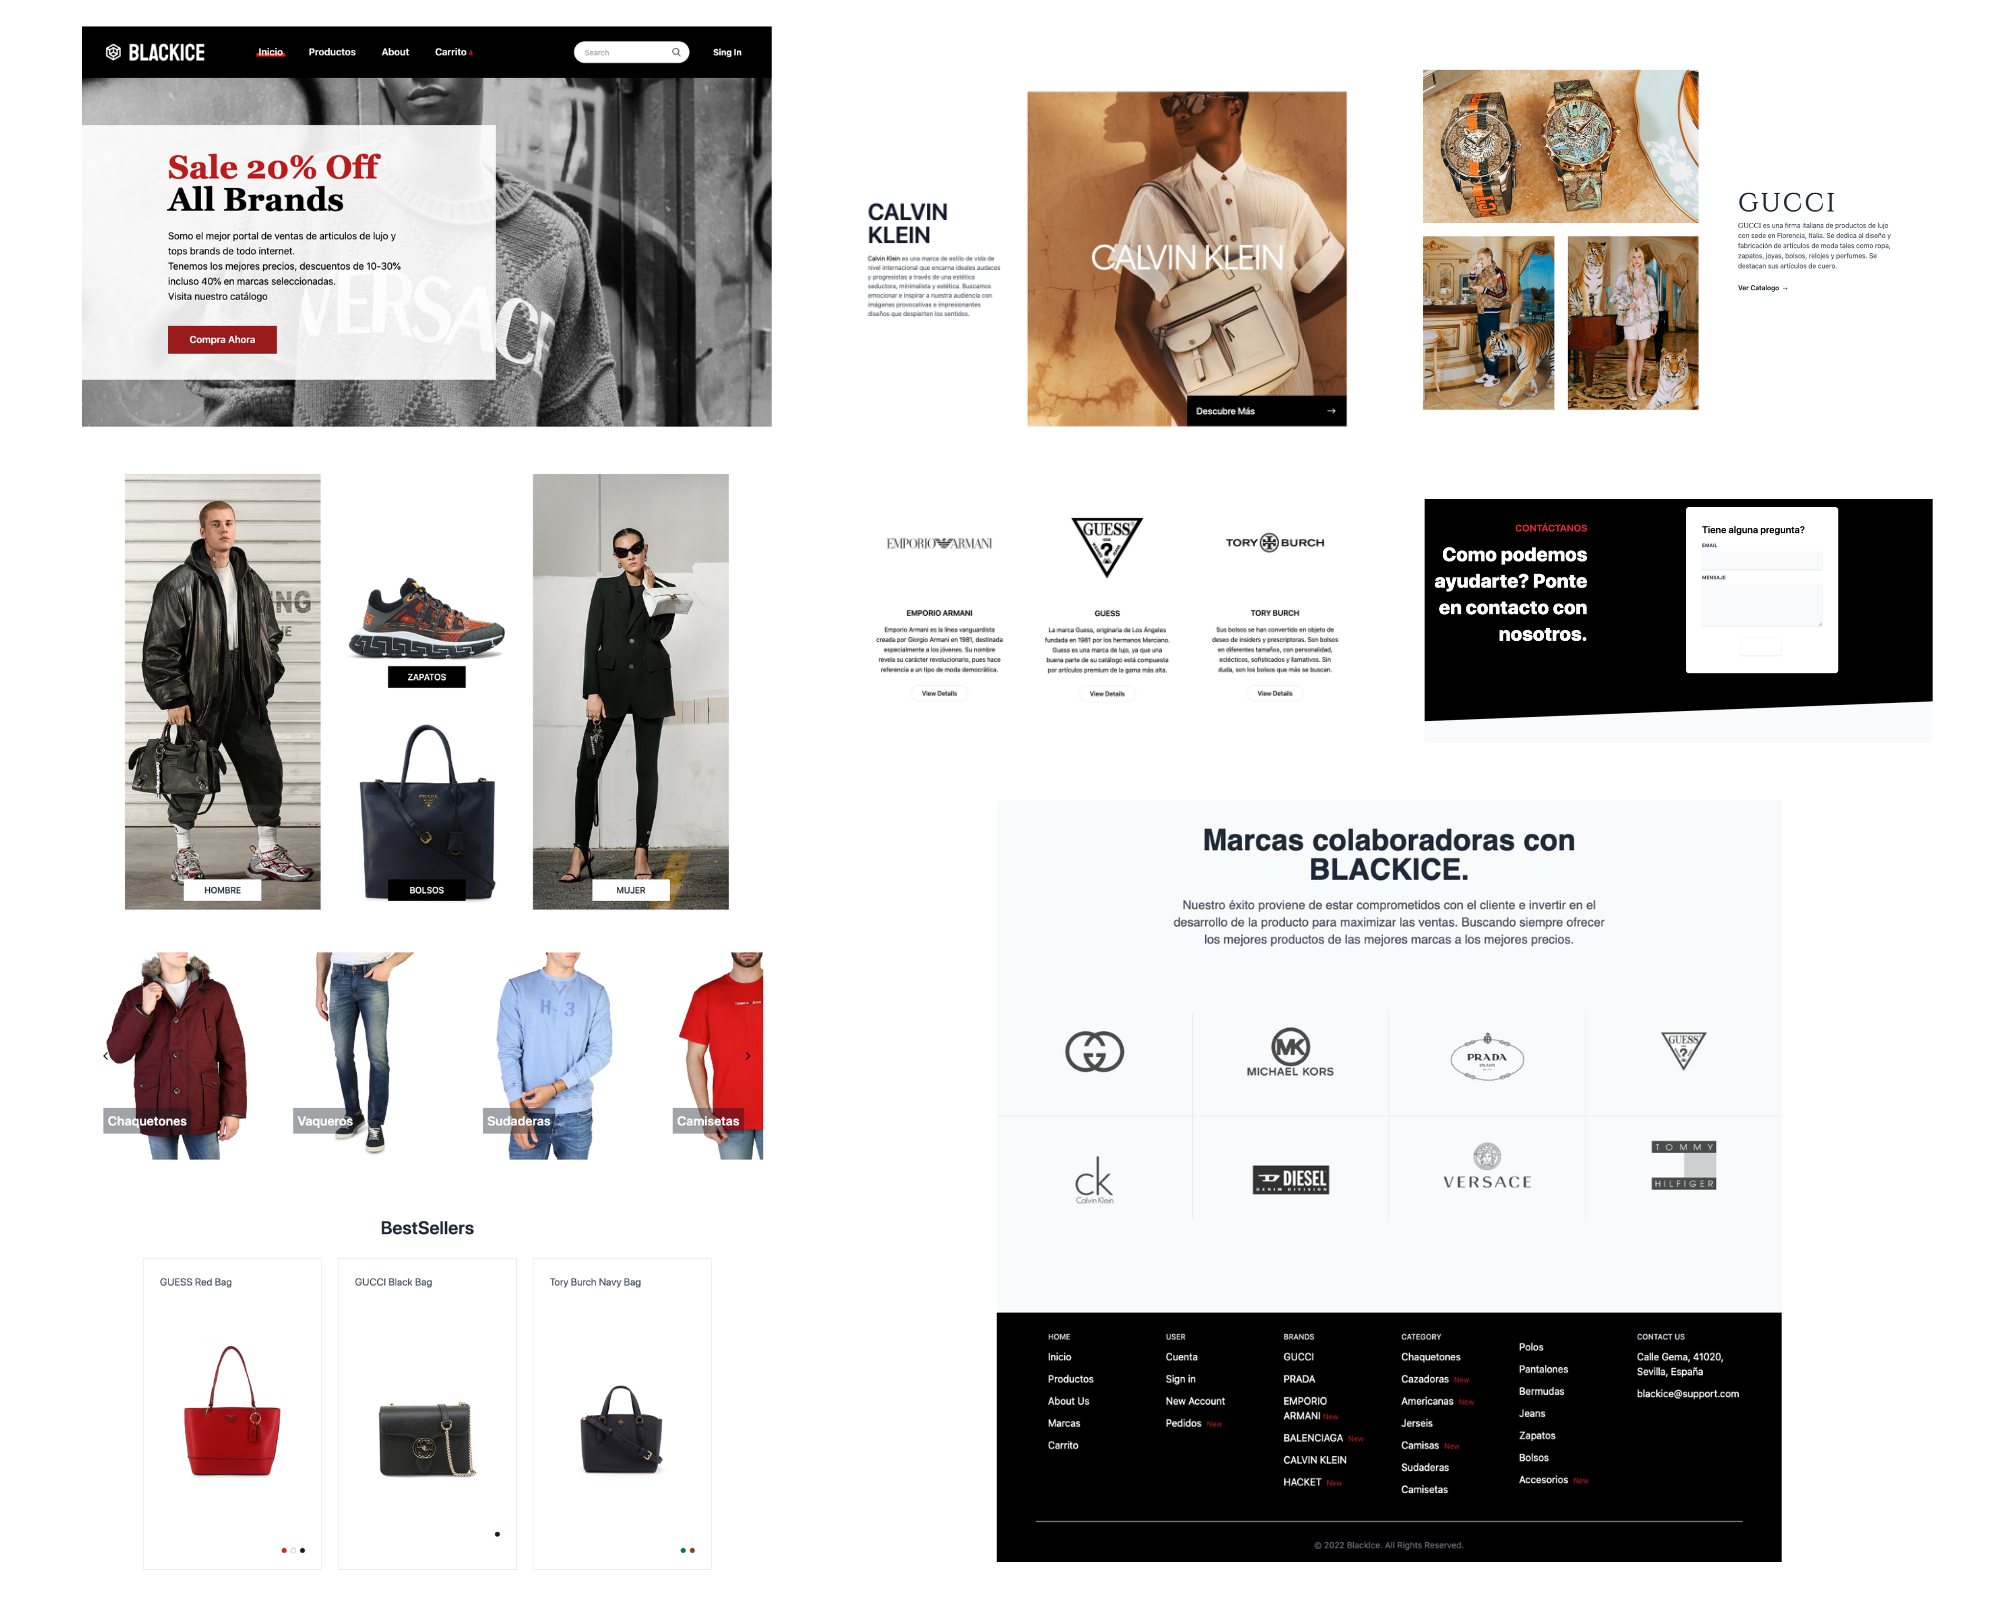 BLACKICE
Inicio
Productos
About
Carrito 4
Search
Sing In
Sale 20% Off
All Brands
Somo el mejor portal de ventas de articulos de lujo y
tops brands de todo internet.
Tenemos los mejores precios, descuentos de 10-30%
incluso 40% en marcas seleccionadas.
Visita nuestro catálogo
Compra Ahora
VERSACE
HOMBRE
ZAPATOS
PRADA
BOLSOS
MUJER
Chaquetones
Vaqueros
H-3
Sudaderas
Camisetas
BestSellers
GUESS Red Bag
GUCCI Black Bag
Tory Burch Navy Bag
CALVIN
KLEIN
Calvin Klein es una marca de estilo de vida de
nivel internacional que encarna ideales audaces
y progresistas a través de una estética
seductora, minimalista y estética. Buscamos
emocionar e inspirar a nuestra audiencia con
imágenes provocativas e impresionantes
diseños que despierten los sentidos.
CALVIN KLEIN
Descubre Más →
GUCCI
GUCCI es una firma italiana de productos de lujo
con sede en Florencia, Italia. Se dedica al diseño y
fabricación de artículos de moda tales como ropa,
zapatos, joyas, bolsos, relojes y perfumes. Se
destacan sus artículos de cuero.
Ver Catalogo →
EMPORIO ARMANI
EMPORIO ARMANI
Emporio Armani es la línea vanguardista
creada por Giorgio Armani en 1981, destinada
especialmente a los jóvenes. Su nombre
revela su carácter revolucionario, pues hace
referencia a un tipo de moda democrática.
View Details
GUESS
?
GUESS
La marca Guess, originaria de Los Ángeles
fundada en 1981 por los hermanos Marciano.
Guess es una marca de lujo, ya que una
buena parte de su catálogo está compuesta
por artículos premium de la gama más alta.
View Details
TORY BURCH
TORY BURCH
Sus bolsos se han convertido en objeto de
deseo de insiders y prescriptoras. Son bolsos
en diferentes tamaños, con personalidad,
eclécticos, sofisticados y llamativos. Sin
duda, son los bolsos que más se buscan.
View Details
CONTÁCTANOS
Como podemos
ayudarte? Ponte
en contacto con
nosotros.
Tiene alguna pregunta?
EMAIL
MENSAJE
Marcas colaboradoras con
BLACKICE.
Nuestro éxito proviene de estar comprometidos con el cliente e invertir en el
desarrollo de la producto para maximizar las ventas. Buscando siempre ofrecer
los mejores productos de las mejores marcas a los mejores precios.
MK
MICHAEL KORS
PRADA
MILANO
GUESS
?
ck
Calvin Klein
DIESEL
DENIM DIVISION
VERSACE
TOMMY
HILFIGER
HOME
Inicio
Productos
About Us
Marcas
Carrito
USER
Cuenta
Sign in
New Account
Pedidos New
BRANDS
GUCCI
PRADA
EMPORIO
ARMANI New
BALENCIAGA New
CALVIN KLEIN
HACKET New
CATEGORY
Chaquetones
Cazadoras New
Americanas New
Jerseis
Camisas New
Sudaderas
Camisetas
Polos
Pantalones
Bermudas
Jeans
Zapatos
Bolsos
Accesorios New
CONTACT US
Calle Gema, 41020,
Sevilla, España
blackice@support.com
© 2022 BlackIce. All Rights Reserved.